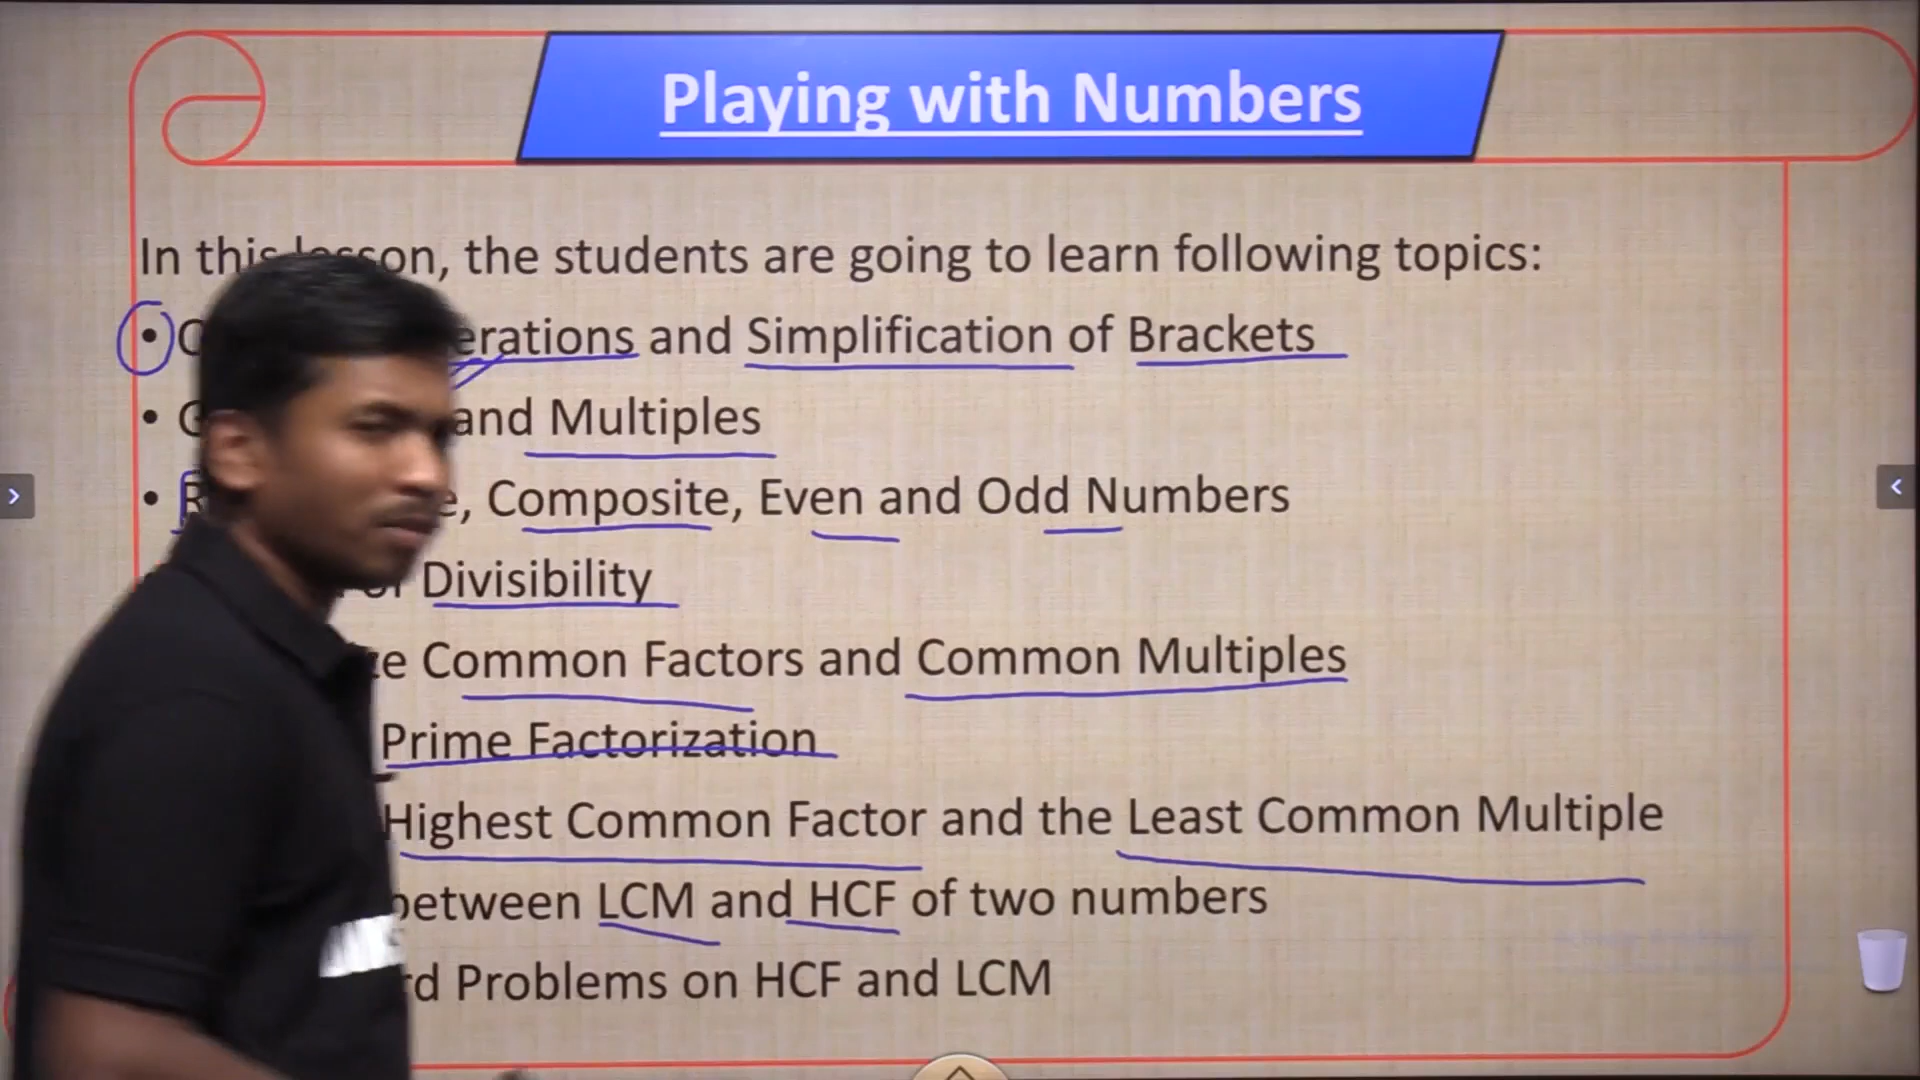 Playing with Numbers
In this lesson, the students are going to learn following topics:
and Simplification of Brackets
and Multiples
Composite, Even and Odd Numbers
Divisibility
Common Factors and Common Multiples
Prime Factorization
Highest Common Factor and the Least Common Multiple
between LCM and HCF of two numbers
Problems on HCF and LCM